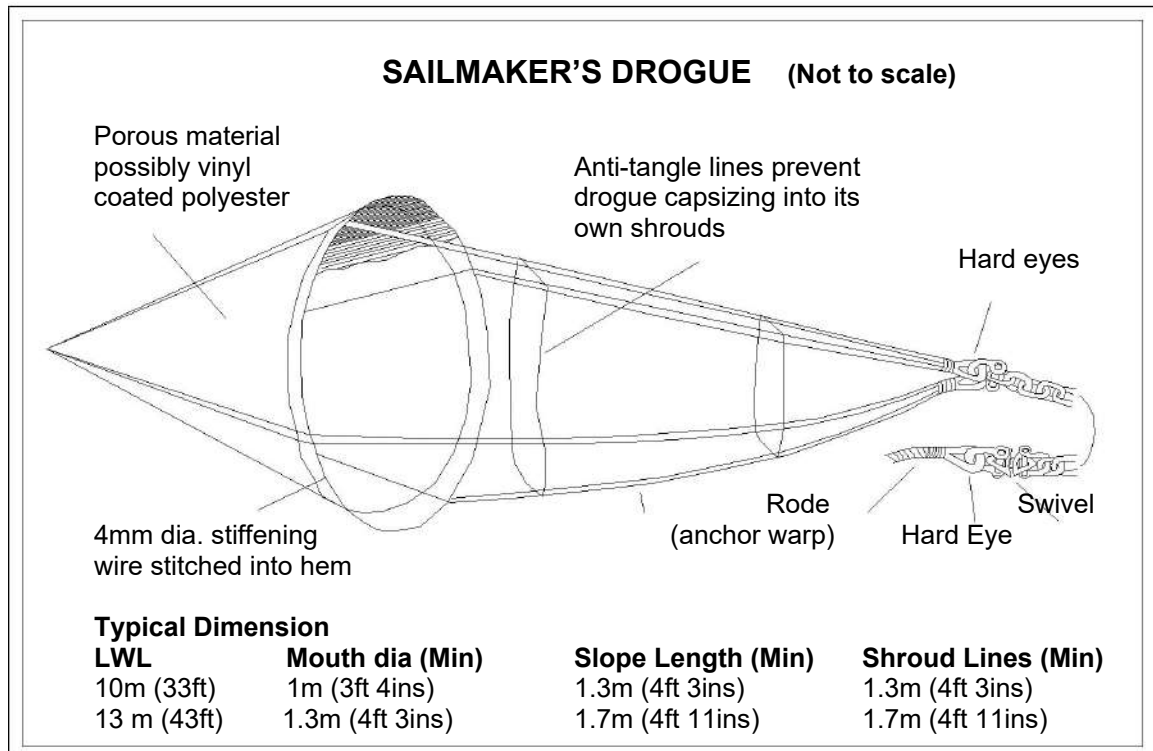 SAILMAKER'S DROGUE (Not to scale)
Porous material
possibly vinyl
coated polyester
Anti-tangle lines prevent
drogue capsizing into its
own shrouds
Hard eyes
4mm dia. stiffening
wire stitched into hem
Rode
(anchor warp)
Hard Eye
Swivel
Typical Dimension
LWL Mouth dia (Min) Slope Length (Min) Shroud Lines (Min)
10m (33ft) 1m (3ft 4ins) 1.3m (4ft 3ins) 1.3m (4ft 3ins)
13 m (43ft) 1.3m (4ft 3ins) 1.7m (4ft 11ins) 1.7m (4ft 11ins)